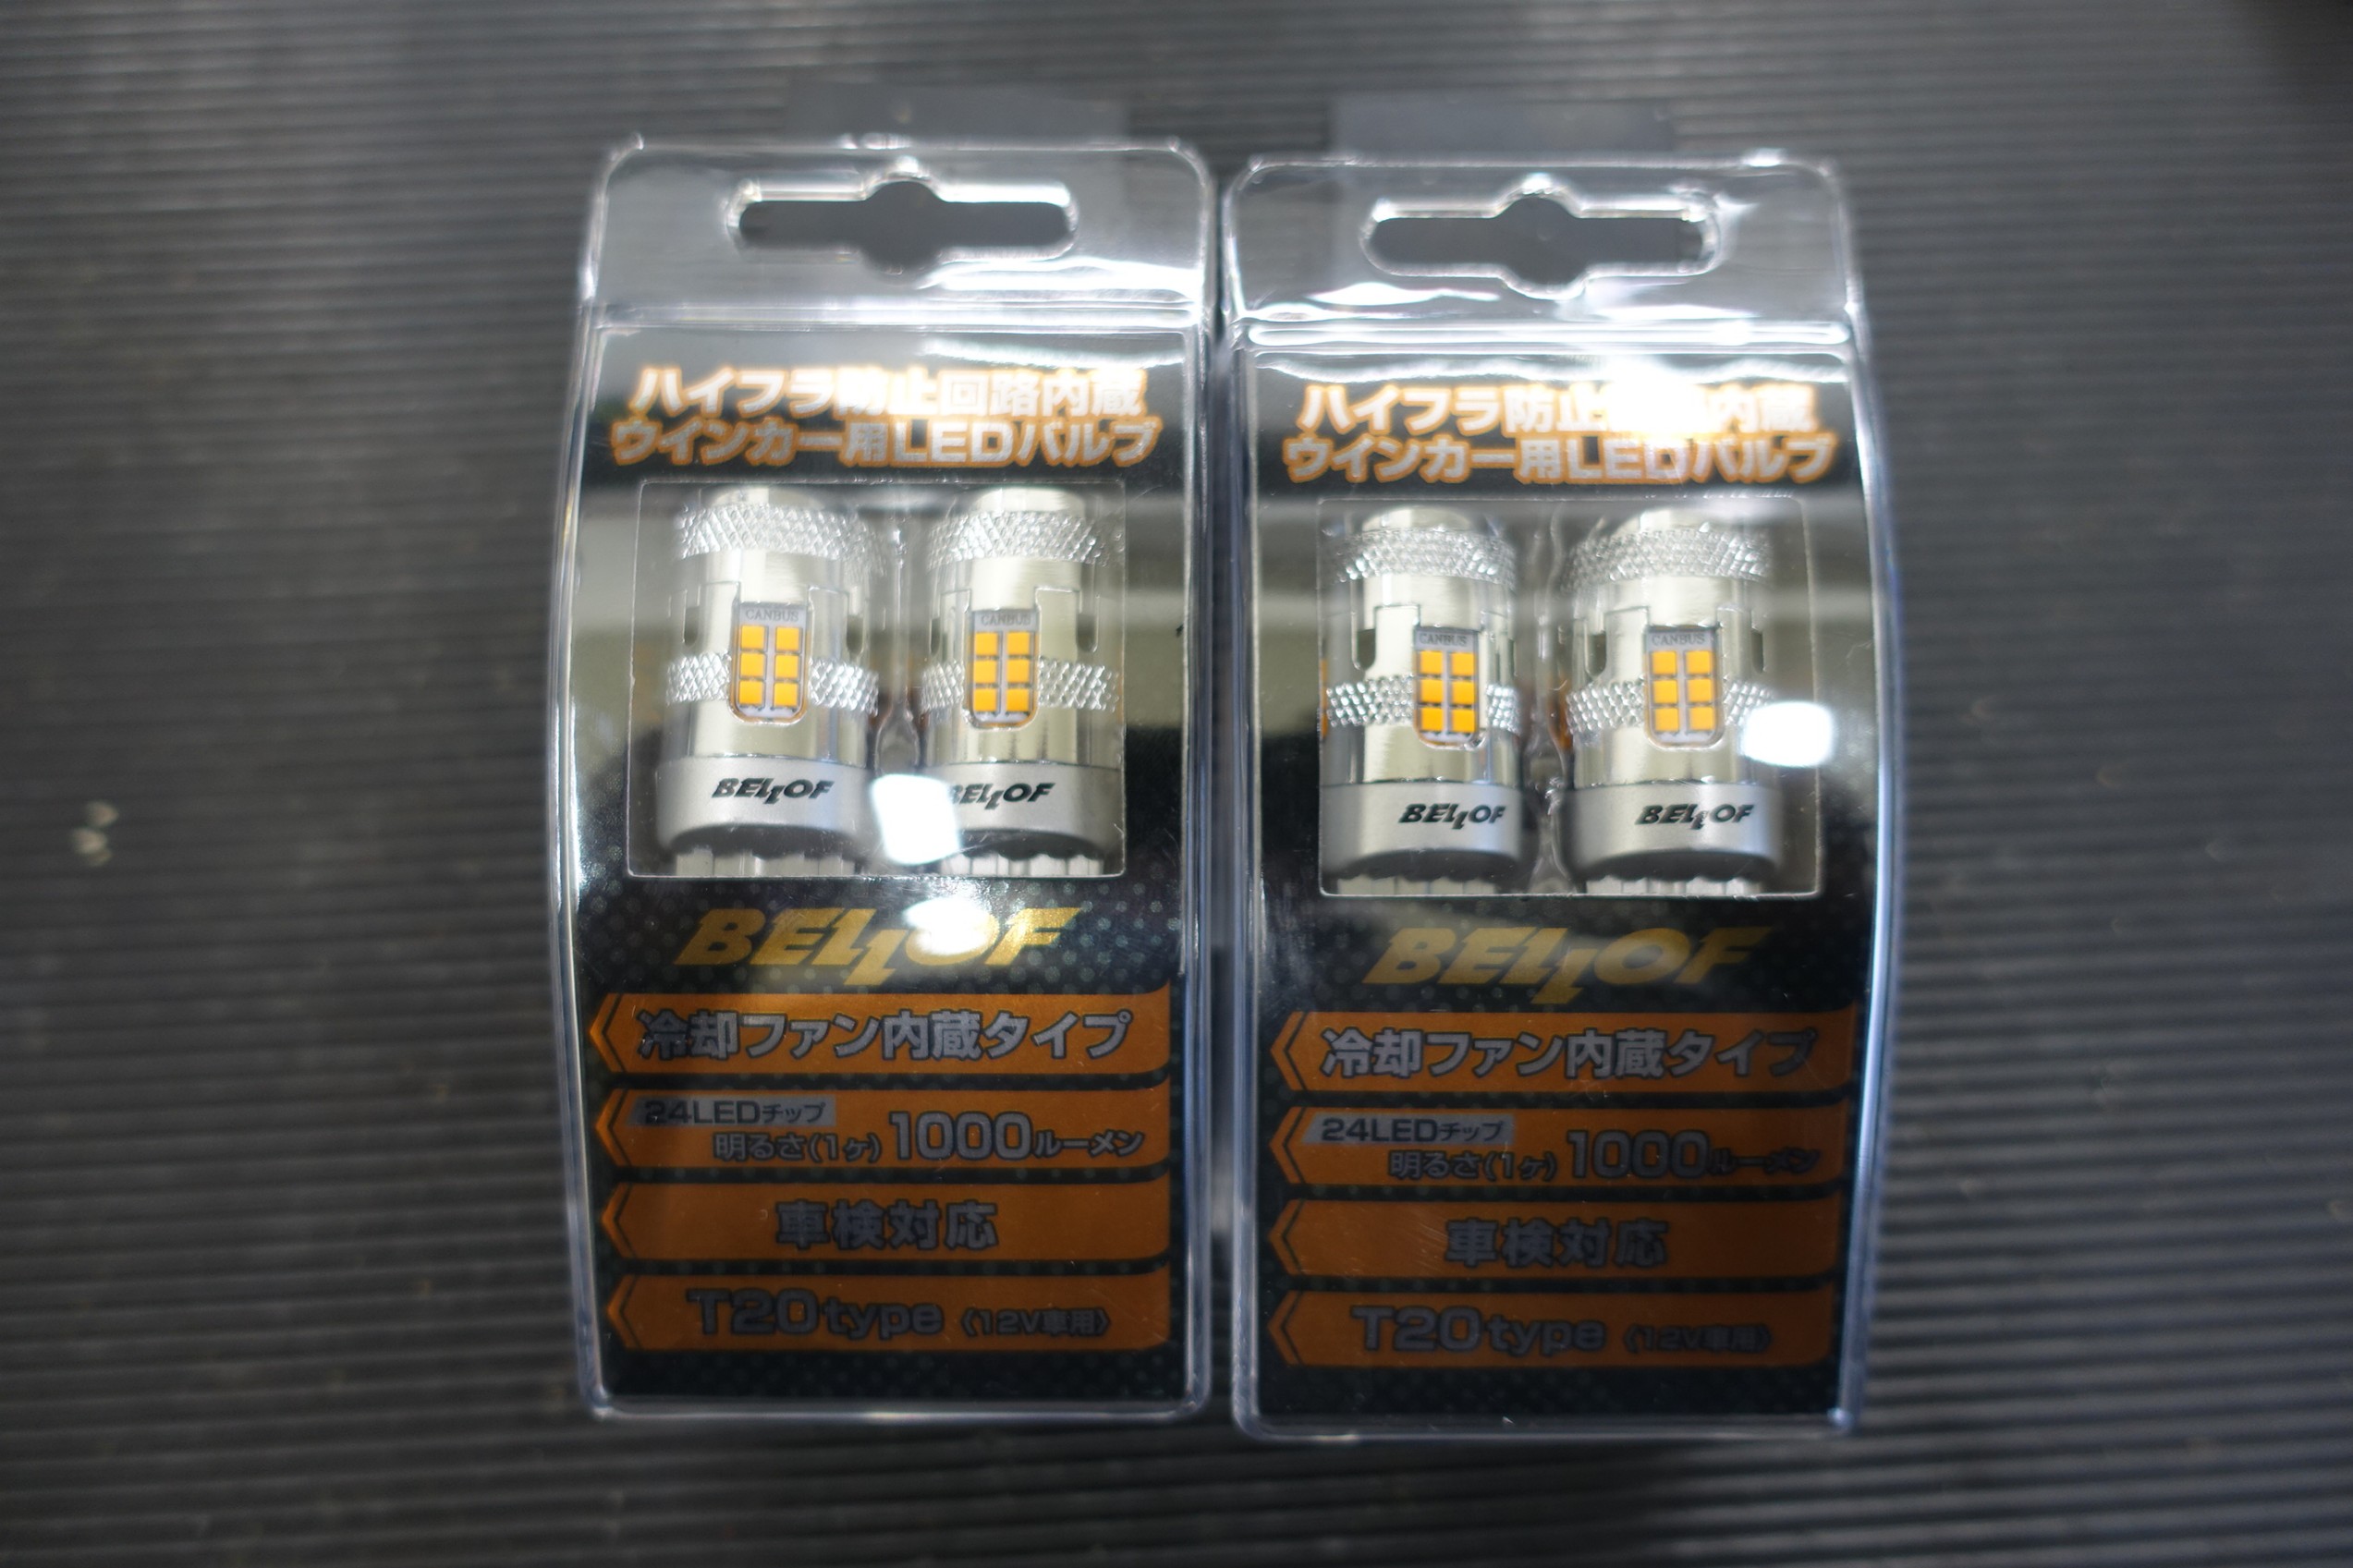 ハイフラ防止回路内蔵
ウインカー用LEDバルブ
CANBUS
CANBUS
BELLOF
BELLOF
BELLOF
冷却ファン内蔵タイプ
24LEDチップ
明るさ(1ヶ) 1000ルーメン
車検対応
T20type 〈12V車用〉
ハイフラ防止 内蔵
ウインカー用LEDバルブ
CANBUS
CANBUS
BELLOF
BELLOF
BELLOF
冷却ファン内蔵タイプ
24LEDチップ
明るさ(1ヶ) 1000ルーメン
車検対応
T20type 〈12V車用〉